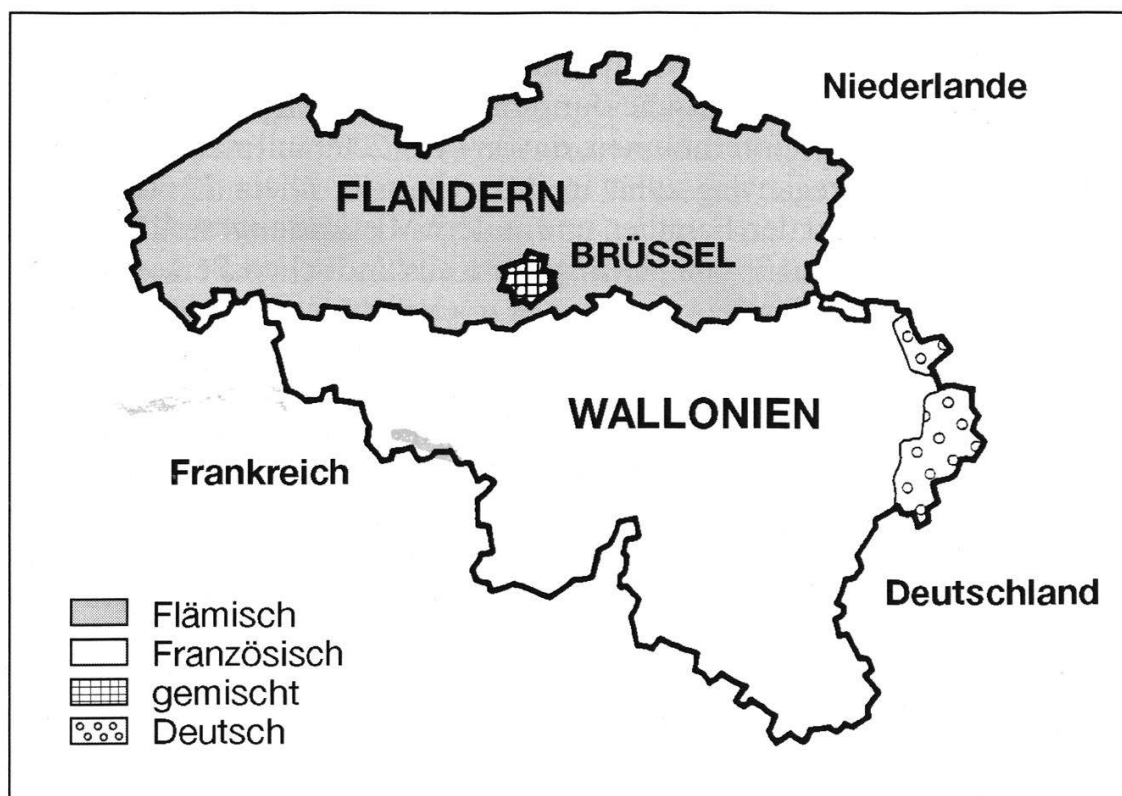 Niederlande
FLANDERN
BRÜSSEL
WALLONIEN
Frankreich
Deutschland
Flämisch
Französisch
gemischt
Deutsch